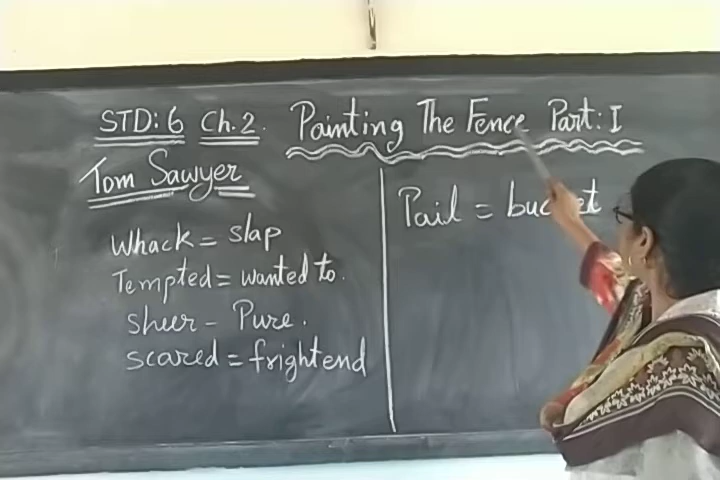 STD: 6 Ch. 2. Painting The Fence Part: I
Tom Sawyer
Whack = slap
Tempted = wanted to.
sheer - Pure.
scared = frightend
Pail = bucket